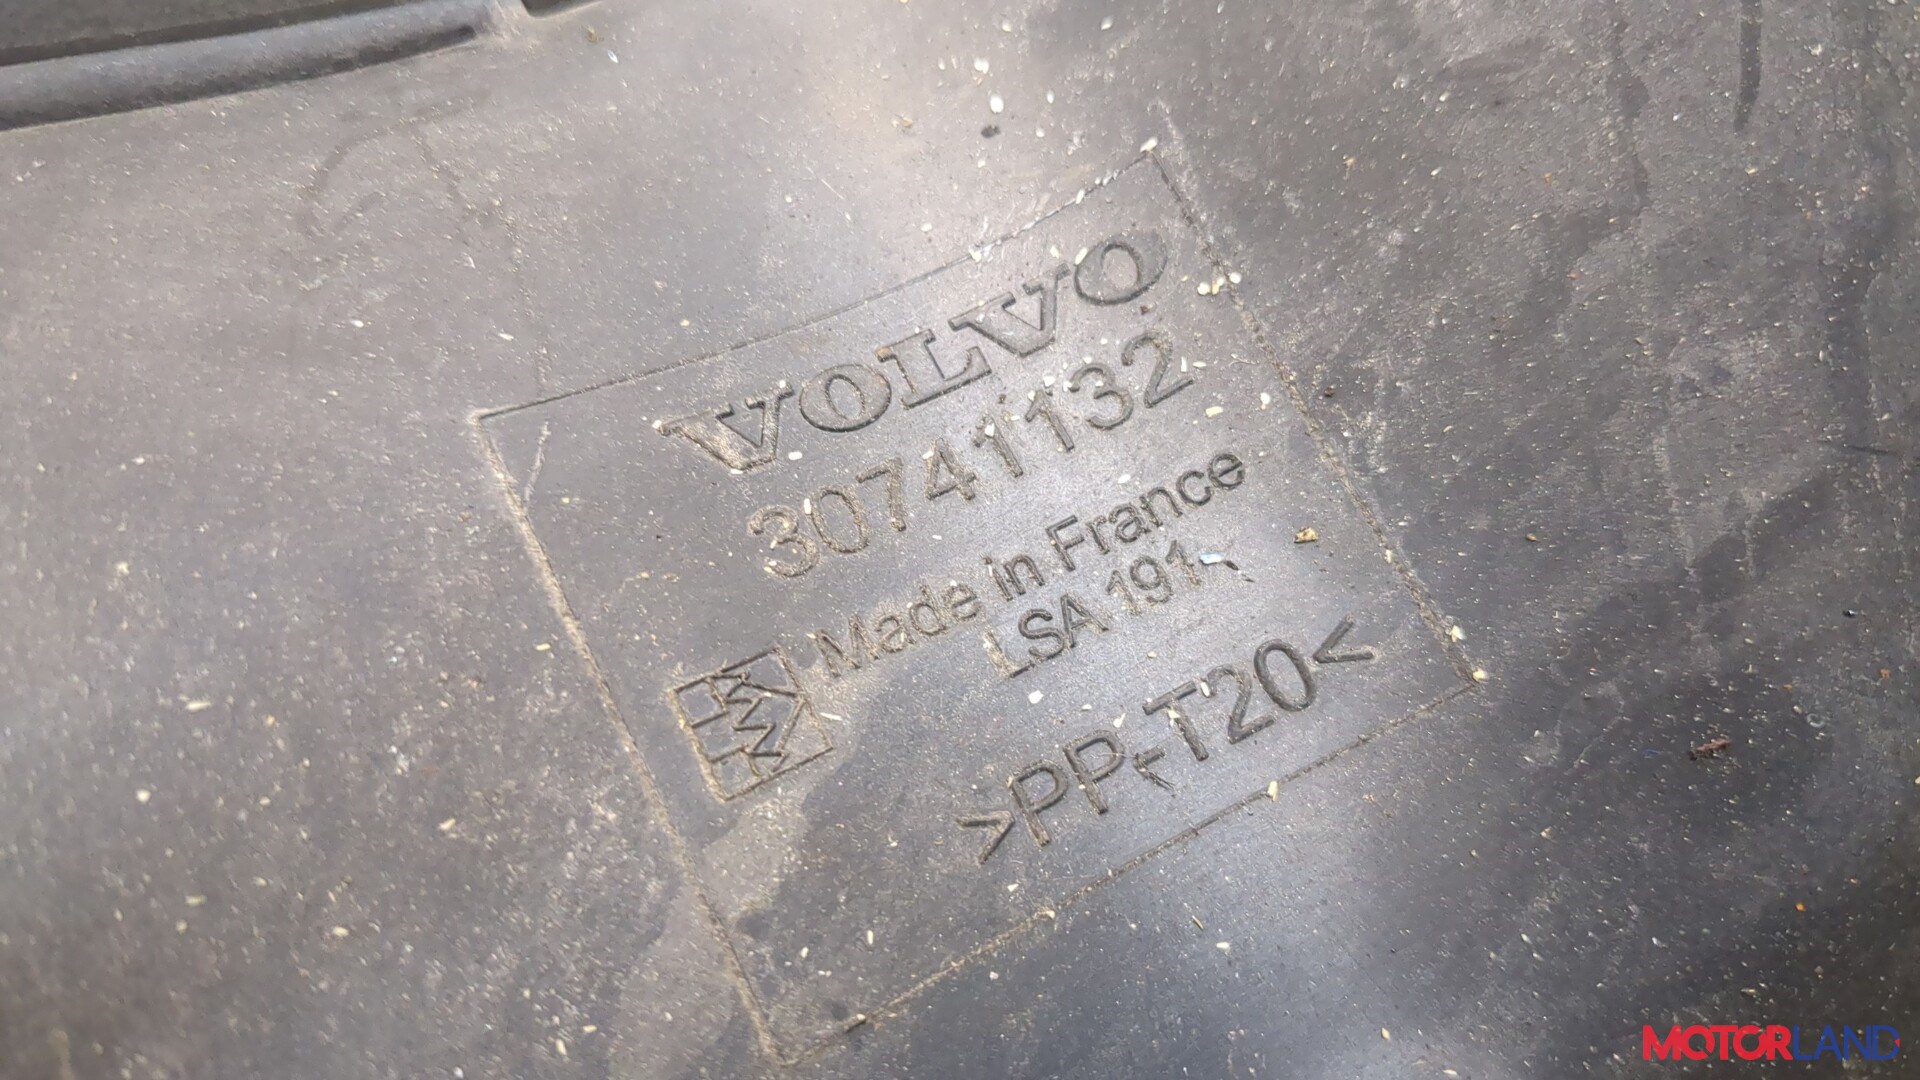 VOLVO
30741132
Made in France
LSA 191
>PP-T20<
MOTORLAND